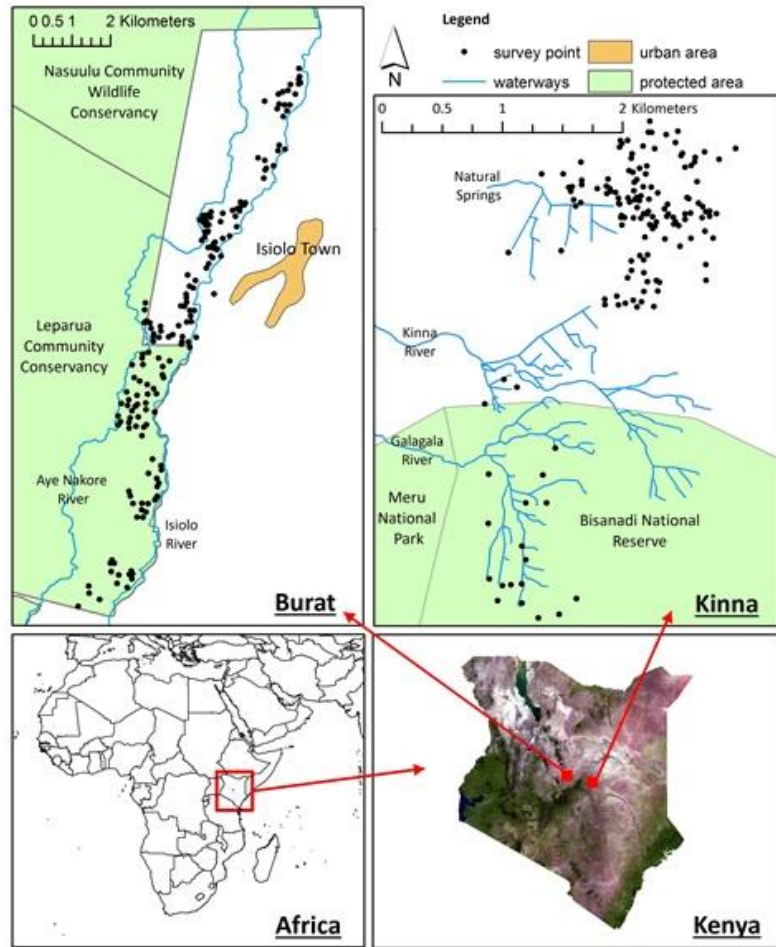 0 0.5 1 2 Kilometers
Nasuulu Community
Wildlife
Conservancy
Isiolo Town
Leparua
Community
Conservancy
Aye Nakore
River
Isiolo
River
Burat
Legend
N
survey point
urban area
waterways
protected area
0 0.5 1 2 Kilometers
Natural
Springs
Kinna
River
Galagala
River
Meru
National
Park
Bisanadi National
Reserve
Kinna
Africa
Kenya